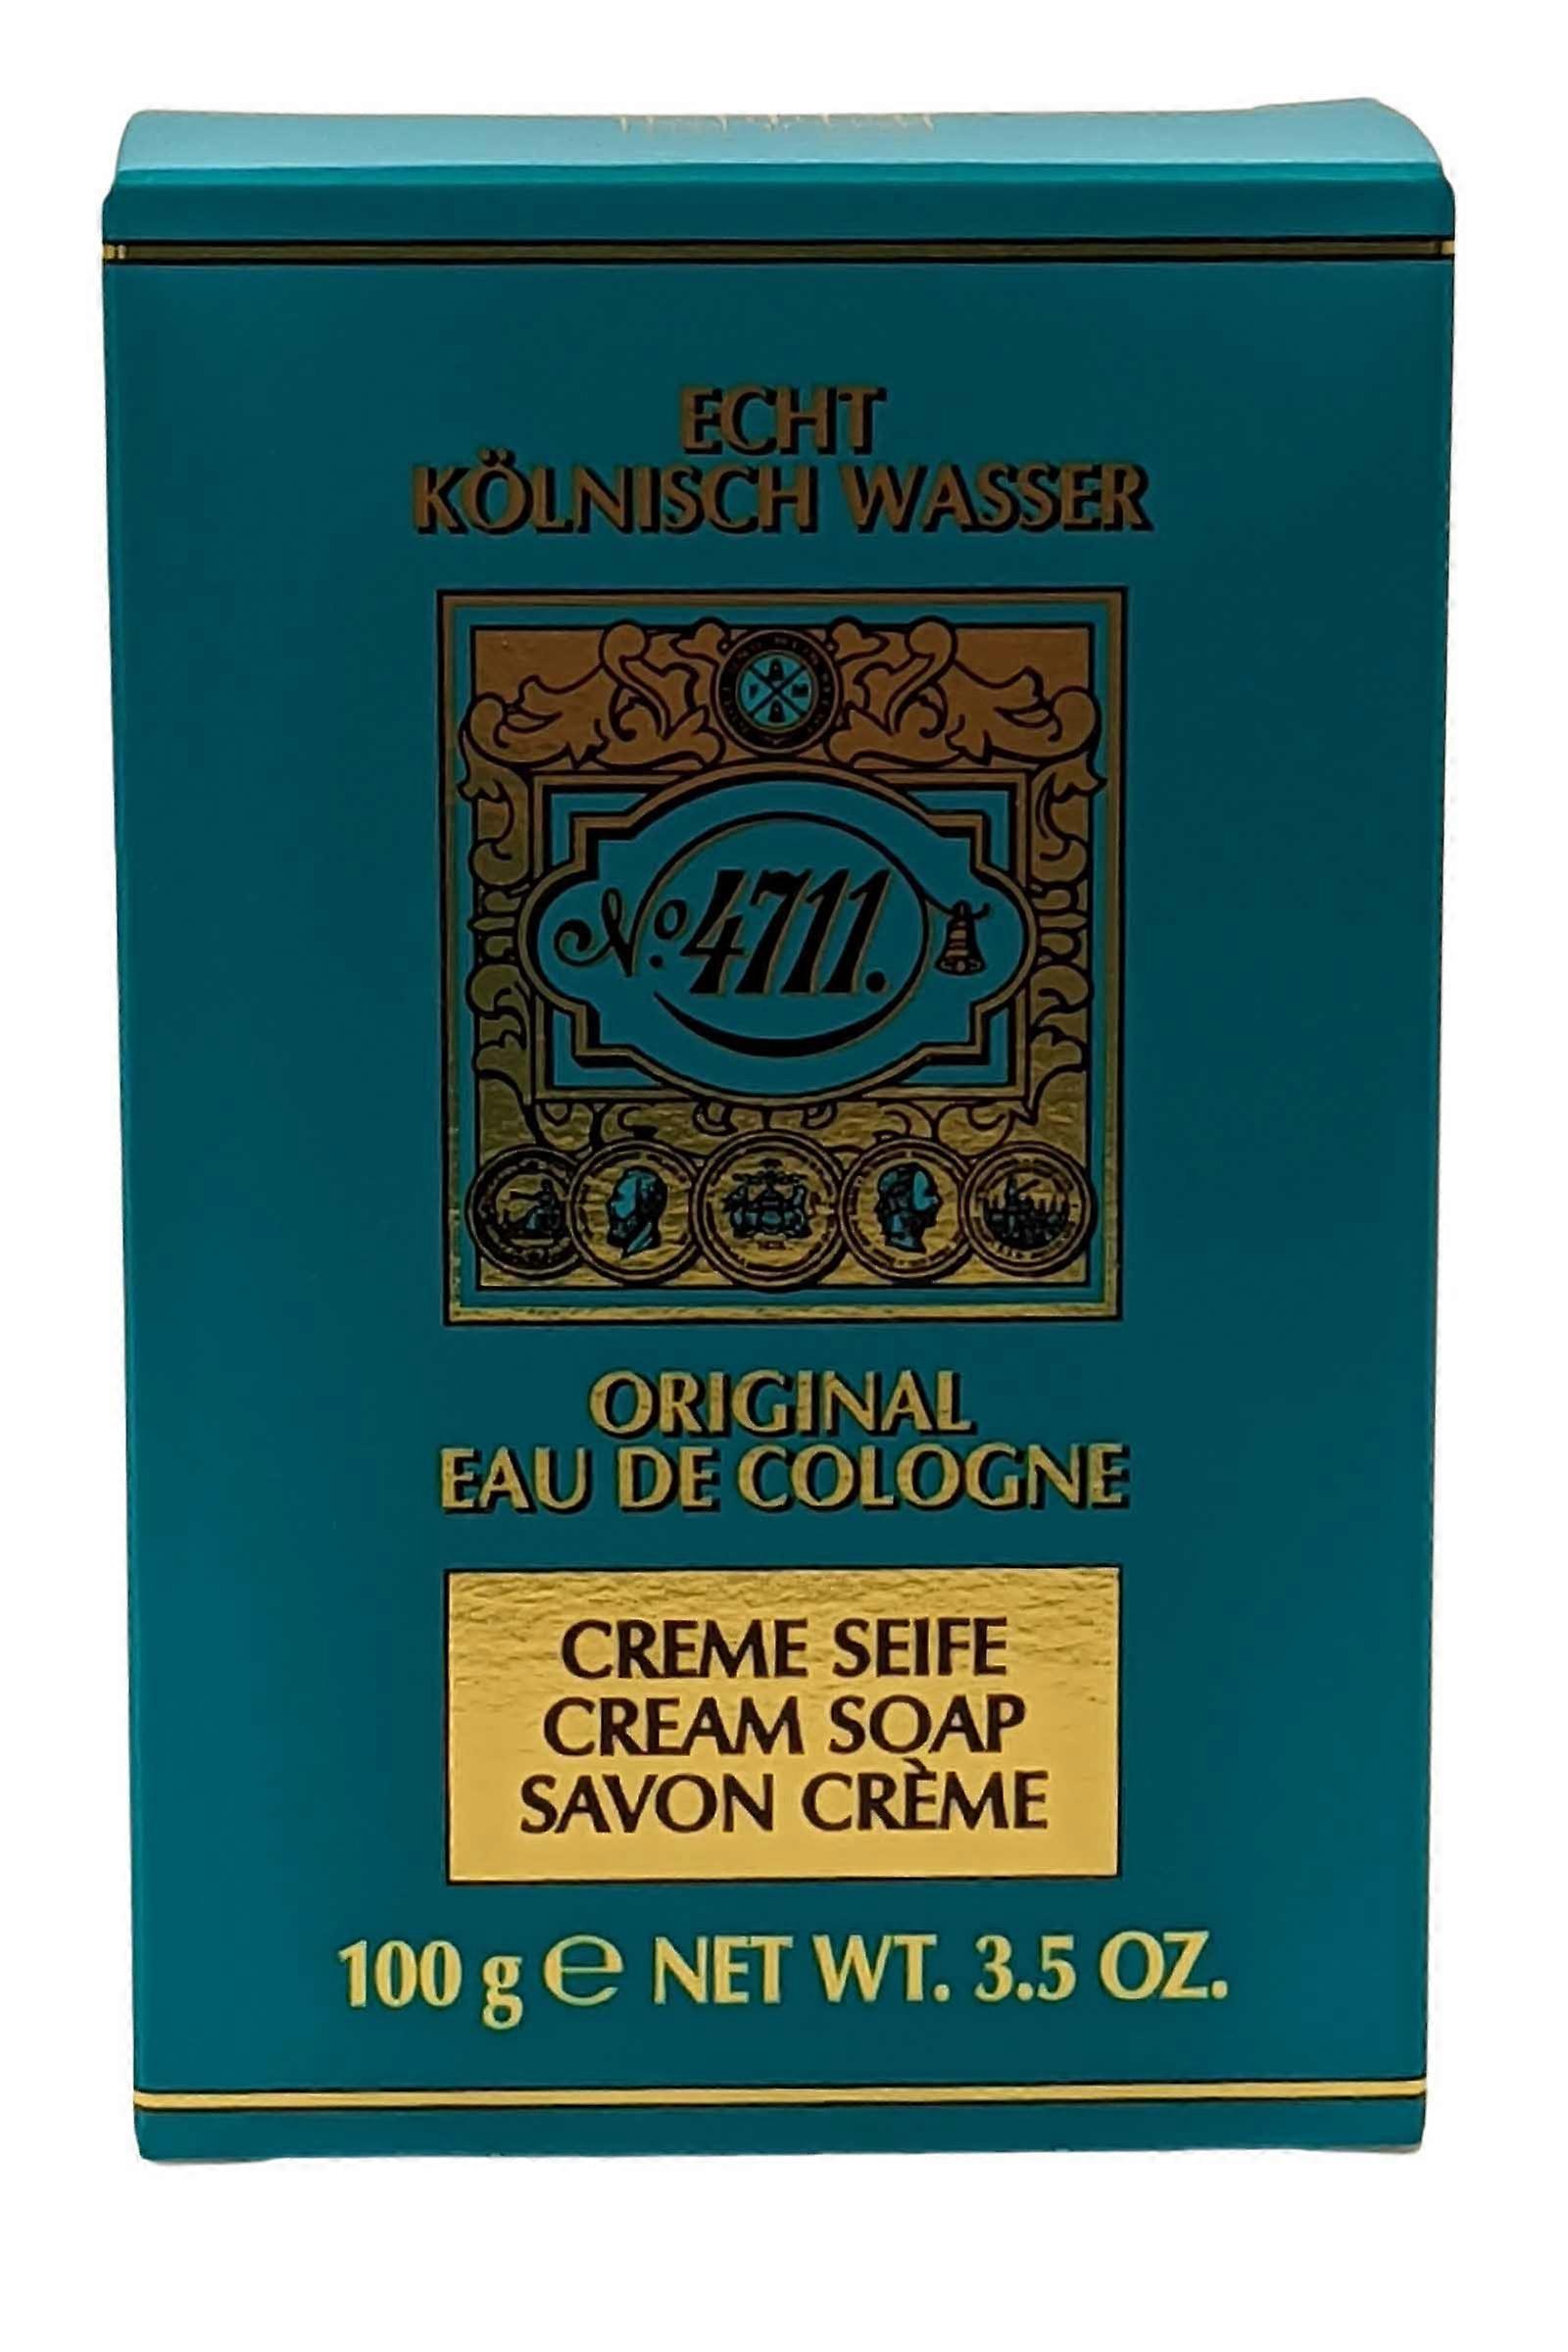 ECHT
KÖLNISCH WASSER
No. 4711.
ORIGINAL
EAU DE COLOGNE
CREME SEIFE
CREAM SOAP
SAVON CRÈME
100 g ℮ NET WT. 3.5 OZ.